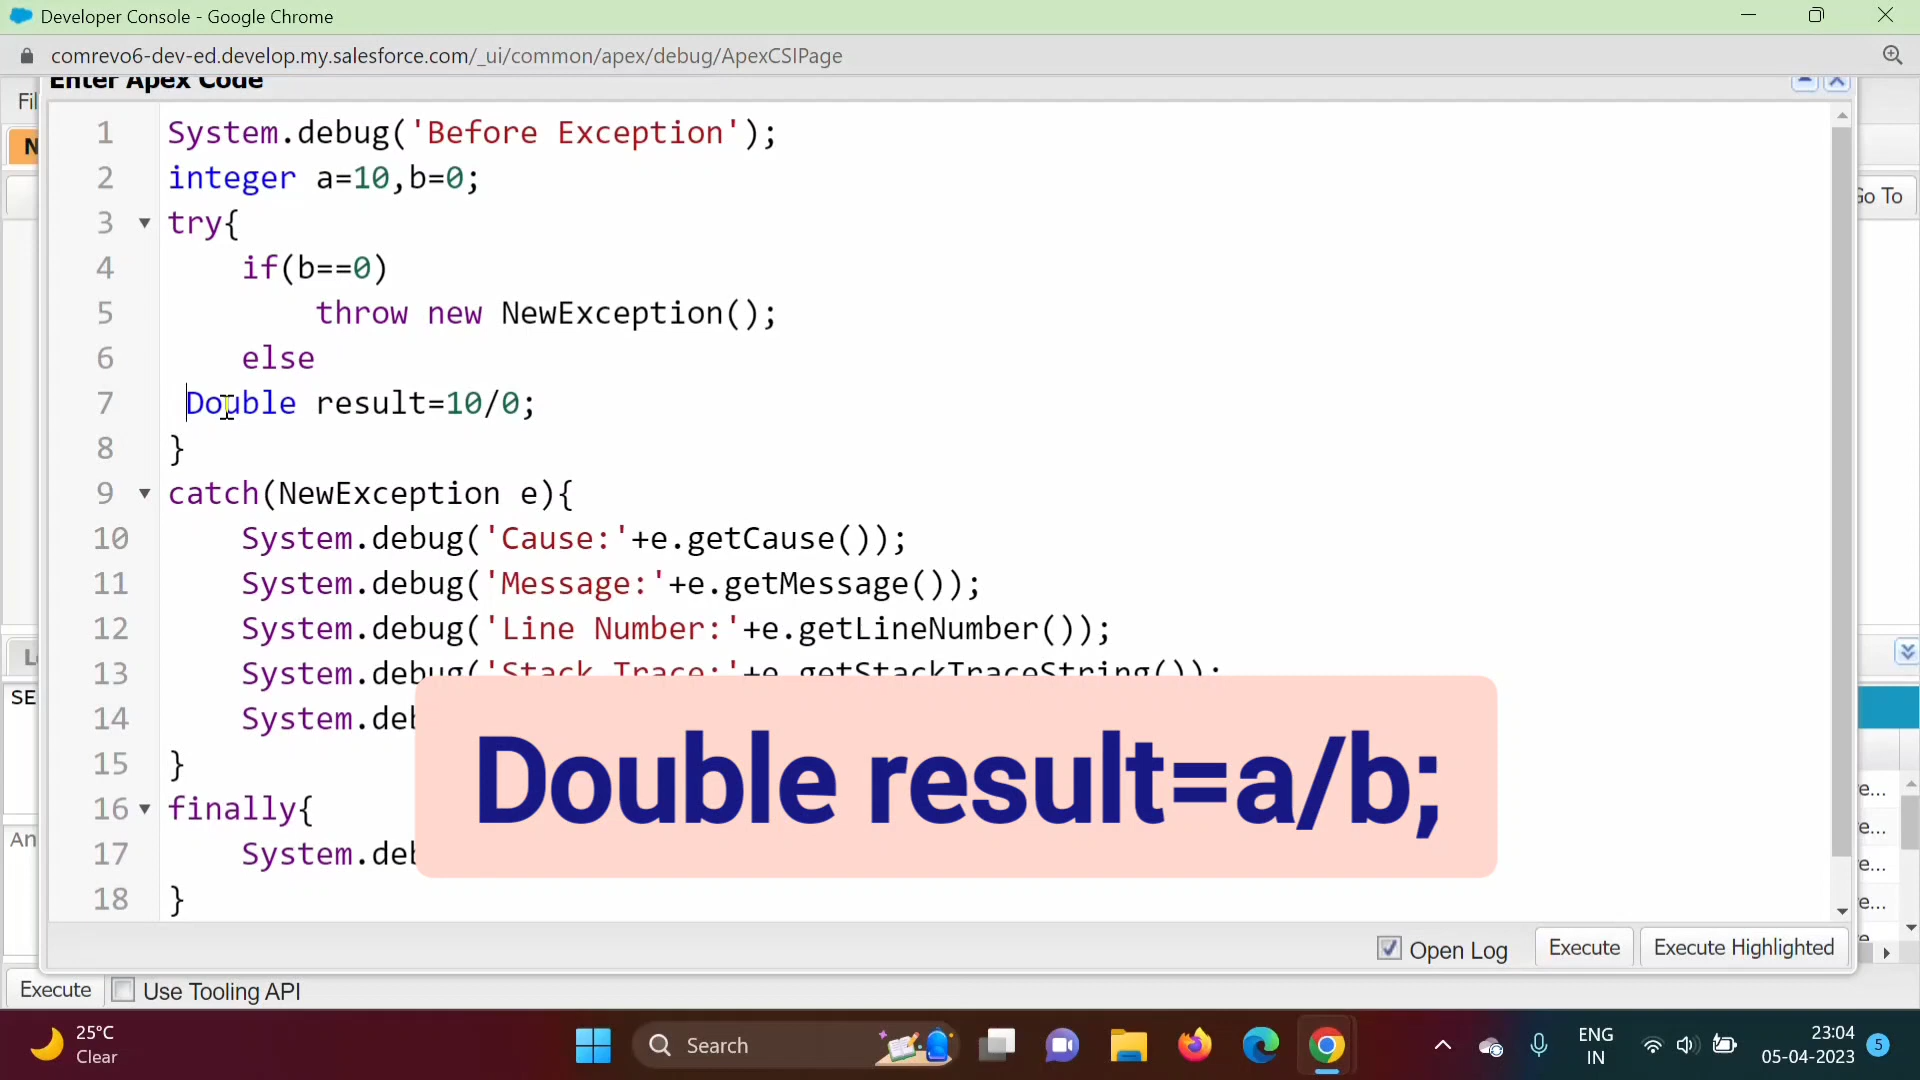 Developer Console - Google Chrome
comrevo6-dev-ed.develop.my.salesforce.com/_ui/common/apex/debug/ApexCSIPage
Enter Apex Code
1 System.debug('Before Exception');
2 integer a=10,b=0;
3 try{
4 if(b==0)
5 throw new NewException();
6 else
7 Double result=10/0;
8 }
9 catch(NewException e){
10 System.debug('Cause:'+e.getCause());
11 System.debug('Message:'+e.getMessage());
12 System.debug('Line Number:'+e.getLineNumber());
13 System.debug('Stack Trace:'+e.getStackTraceString());
14 System.deb
15 }
16 finally{
17 System.deb
18 }
Double result=a/b;
Go To
Open Log
Execute
Execute Highlighted
Execute
Use Tooling API
25°C
Clear
Search
ENG
IN
23:04
05-04-2023
5